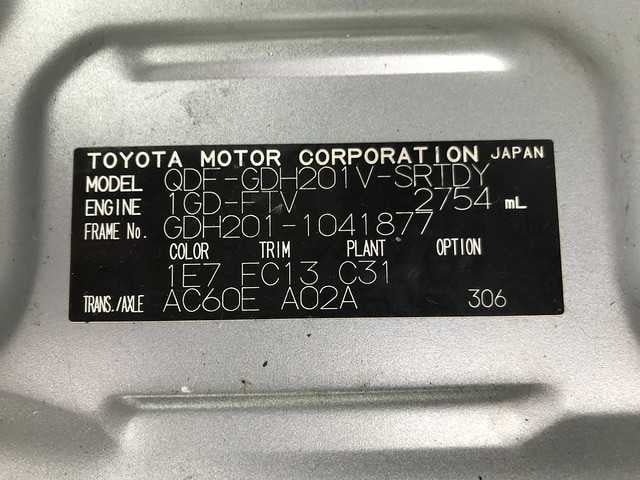 TOYOTA MOTOR CORPORATION JAPAN
MODEL QDF-GDH201V-SRTDY
ENGINE 1GD-FTV 2754 mL
FRAME No. GDH201-1041877
COLOR TRIM PLANT OPTION
1E7 FC13 C31
TRANS./AXLE AC60E A02A 306